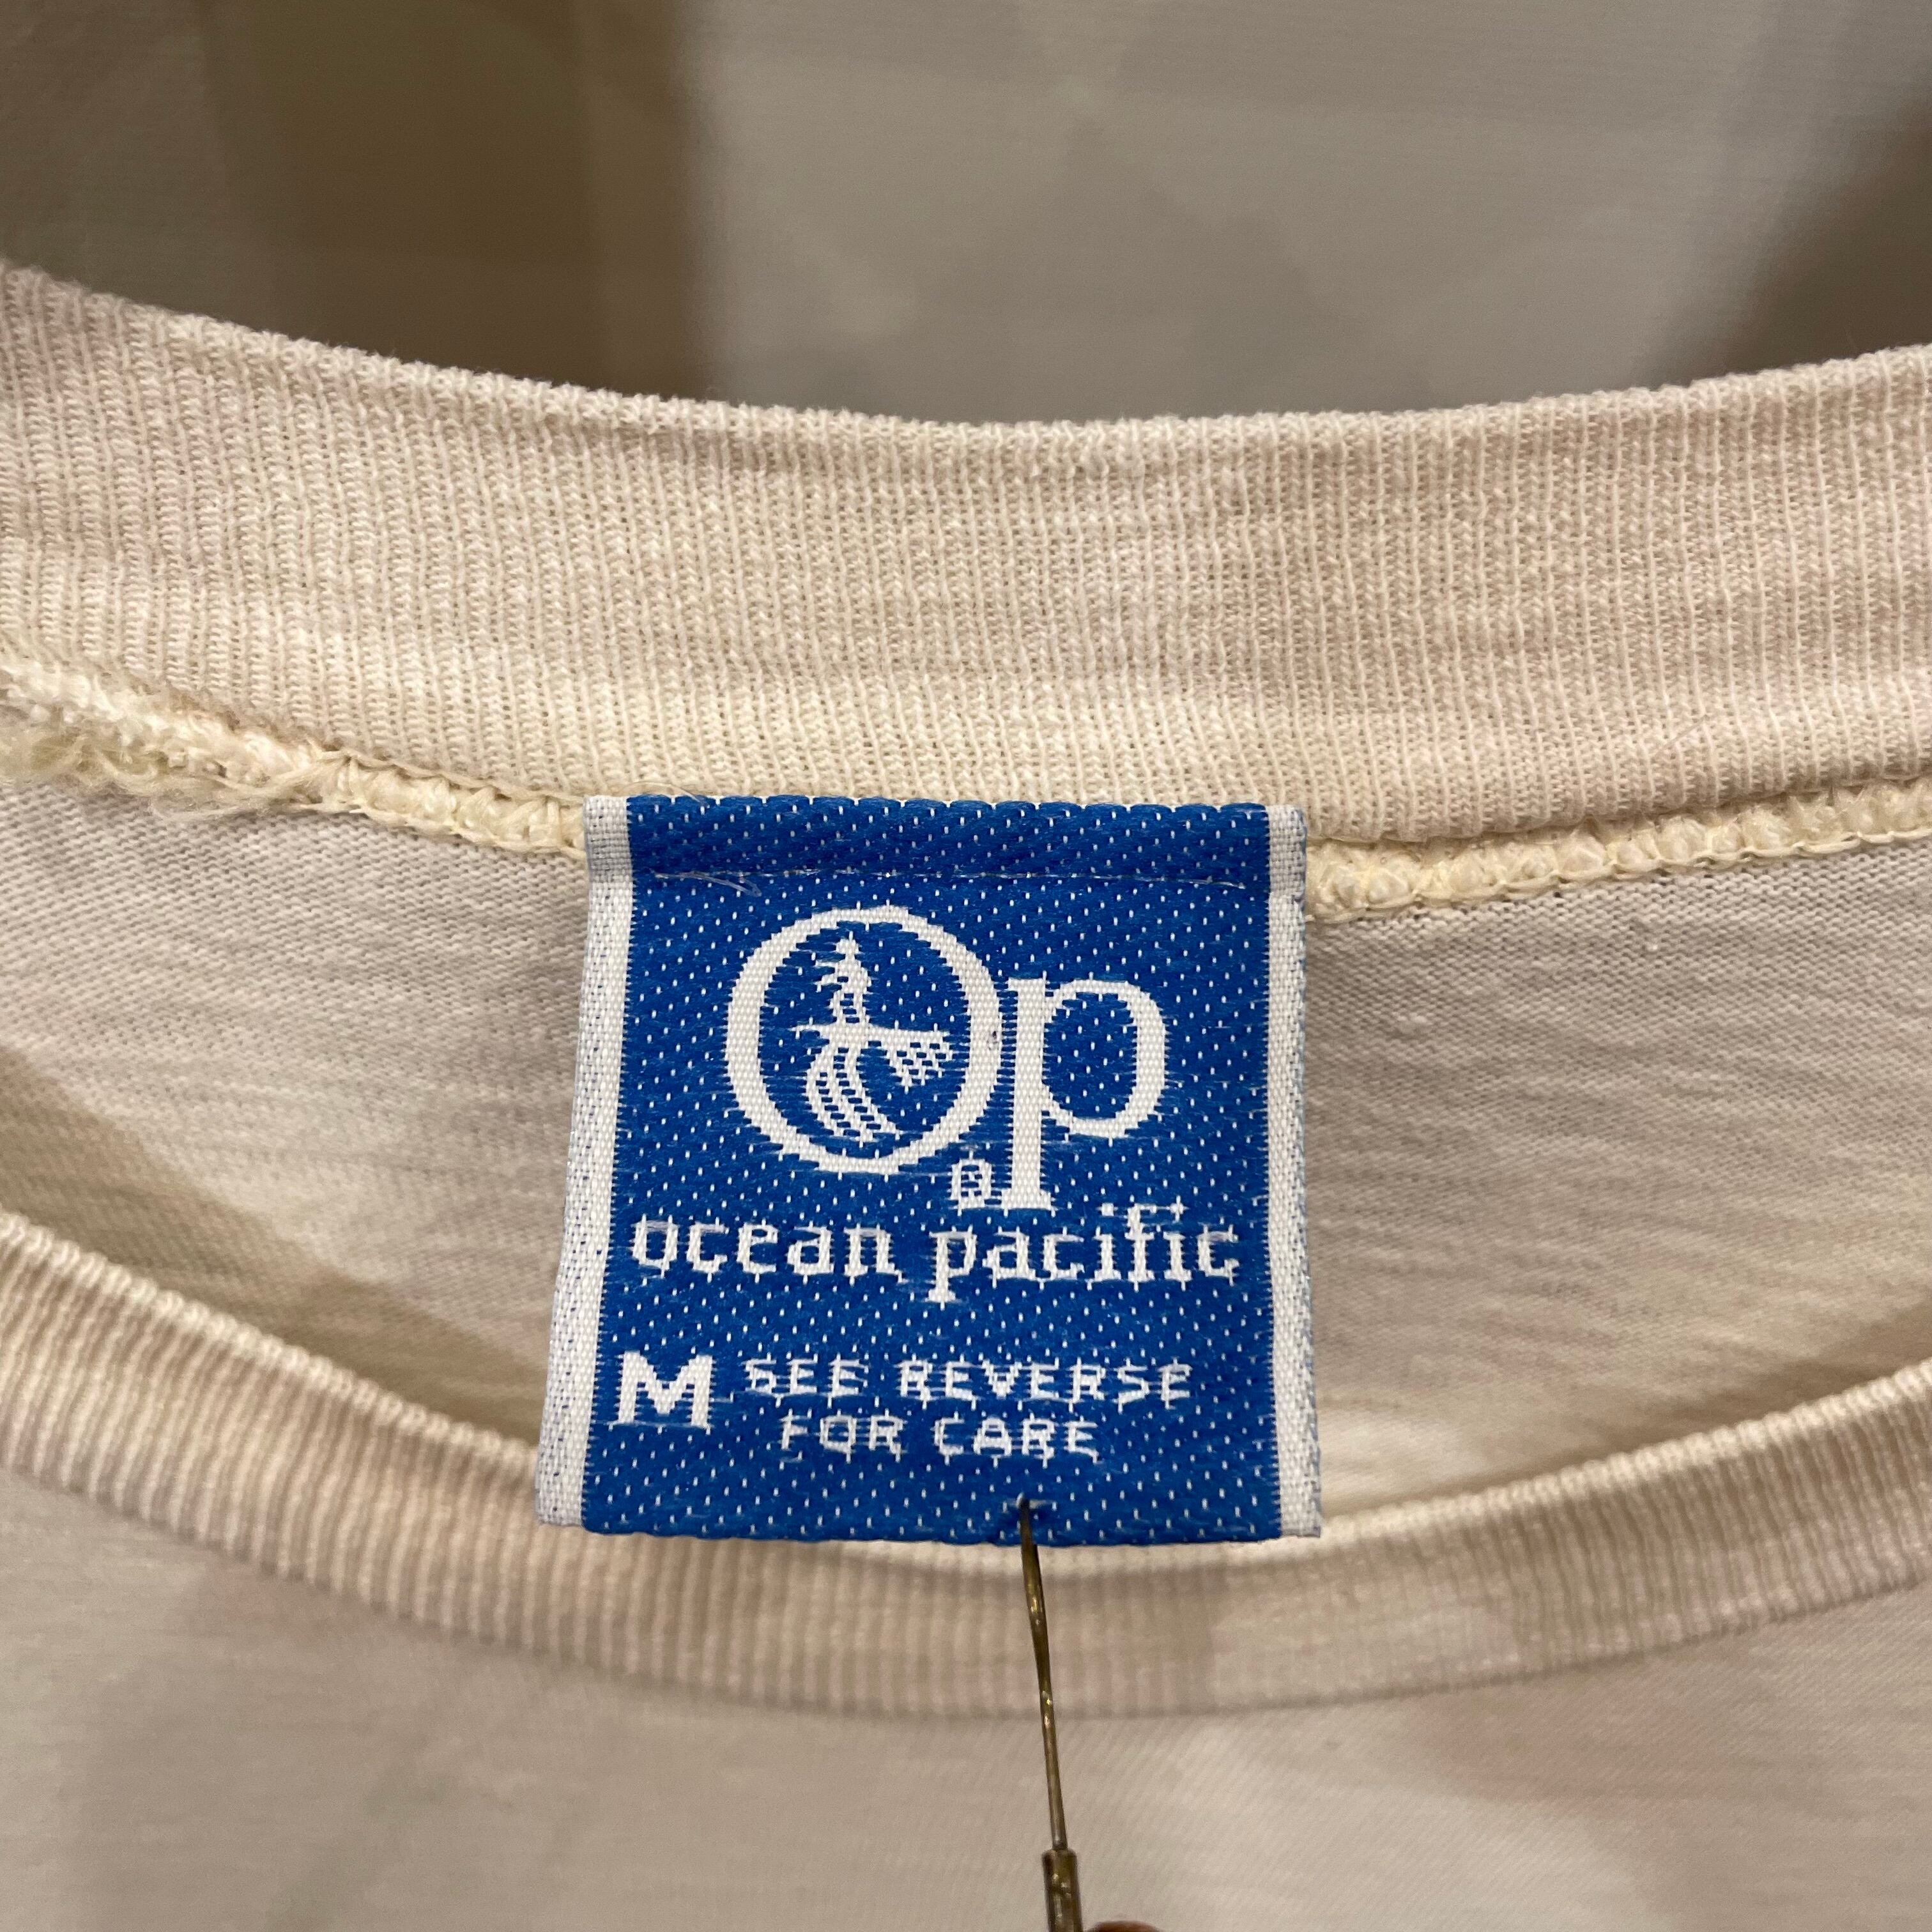 Op®
ocean pacific
M SEE REVERSE
FOR CARE